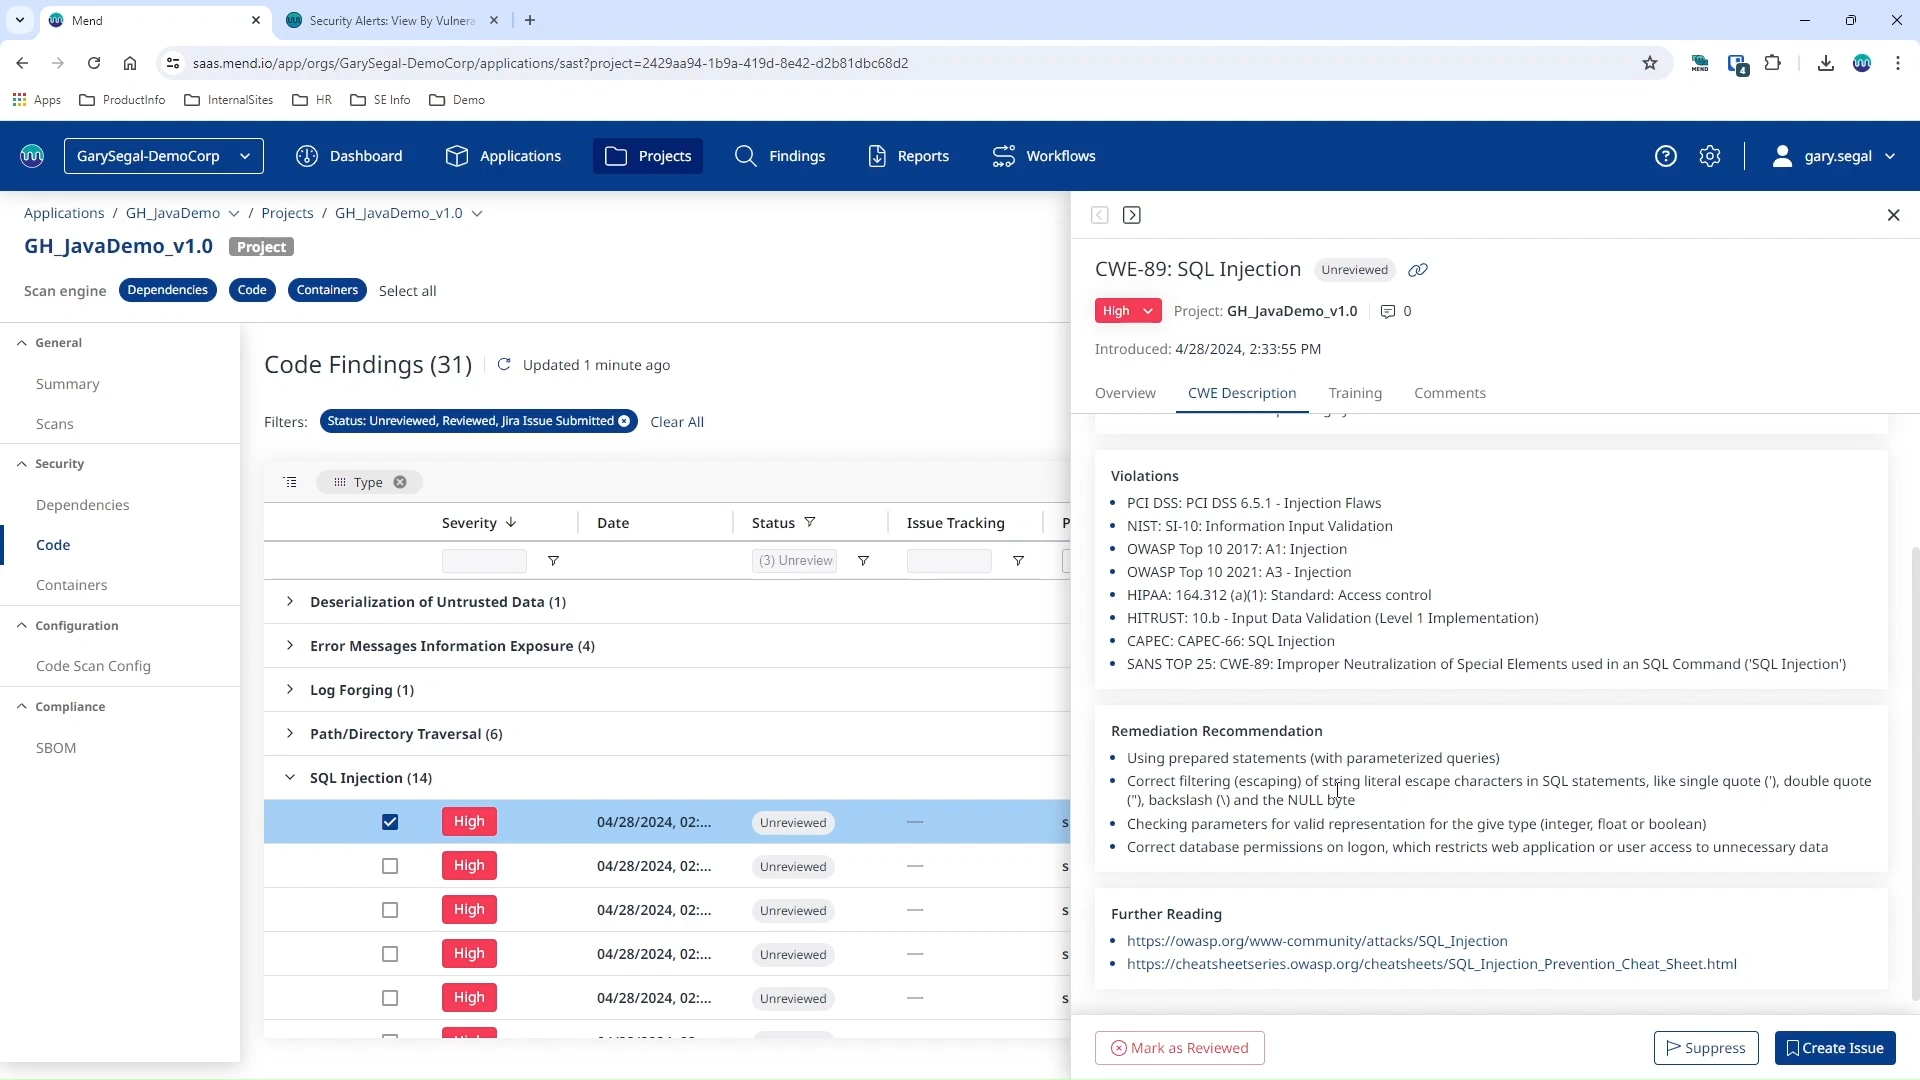 Mend
Security Alerts: View By Vulnera
saas.mend.io/app/orgs/GarySegal-DemoCorp/applications/sast?project=2429aa94-1b9a-419d-8e42-d2b81dbc68d2
MEND
4
Apps
ProductInfo
InternalSites
HR
SE Info
Demo
GarySegal-DemoCorp
Dashboard
Applications
Projects
Findings
Reports
Workflows
gary.segal
Applications / GH_JavaDemo / Projects / GH_JavaDemo_v1.0
GH_JavaDemo_v1.0 Project
Scan engine Dependencies Code Containers Select all
General
Summary
Scans
Security
Dependencies
Code
Containers
Configuration
Code Scan Config
Compliance
SBOM
Code Findings (31) Updated 1 minute ago
Filters: Status: Unreviewed, Reviewed, Jira Issue Submitted Clear All
Type
Severity Date Status Issue Tracking P
(3) Unreview
Deserialization of Untrusted Data (1)
Error Messages Information Exposure (4)
Log Forging (1)
Path/Directory Traversal (6)
SQL Injection (14)
High 04/28/2024, 02:... Unreviewed — s
High 04/28/2024, 02:... Unreviewed — s
High 04/28/2024, 02:... Unreviewed — s
High 04/28/2024, 02:... Unreviewed — s
High 04/28/2024, 02:... Unreviewed — s
CWE-89: SQL Injection Unreviewed
High Project: GH_JavaDemo_v1.0 0
Introduced: 4/28/2024, 2:33:55 PM
Overview CWE Description Training Comments
Violations
• PCI DSS: PCI DSS 6.5.1 - Injection Flaws
• NIST: SI-10: Information Input Validation
• OWASP Top 10 2017: A1: Injection
• OWASP Top 10 2021: A3 - Injection
• HIPAA: 164.312 (a)(1): Standard: Access control
• HITRUST: 10.b - Input Data Validation (Level 1 Implementation)
• CAPEC: CAPEC-66: SQL Injection
• SANS TOP 25: CWE-89: Improper Neutralization of Special Elements used in an SQL Command ('SQL Injection')
Remediation Recommendation
• Using prepared statements (with parameterized queries)
• Correct filtering (escaping) of string literal escape characters in SQL statements, like single quote ('), double quote
("), backslash (\) and the NULL byte
• Checking parameters for valid representation for the give type (integer, float or boolean)
• Correct database permissions on logon, which restricts web application or user access to unnecessary data
Further Reading
• https://owasp.org/www-community/attacks/SQL_Injection
• https://cheatsheetseries.owasp.org/cheatsheets/SQL_Injection_Prevention_Cheat_Sheet.html
Mark as Reviewed
Suppress
Create Issue